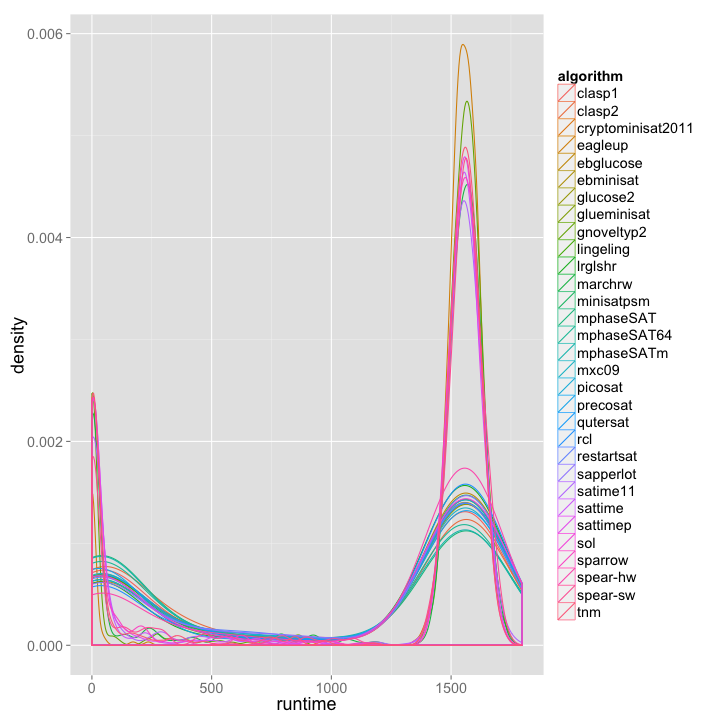 0.006
0.004
0.002
0.000
density
0
500
1000
1500
runtime
algorithm
clasp1
clasp2
cryptominisat2011
eagleup
ebglucose
ebminisat
glucose2
glueminisat
gnoveltyp2
lingeling
lrglshr
marchrw
minisatpsm
mphaseSAT
mphaseSAT64
mphaseSATm
mxc09
picosat
precosat
qutersat
rcl
restartsat
sapperlot
satime11
sattime
sattimep
sol
sparrow
spear-hw
spear-sw
tnm